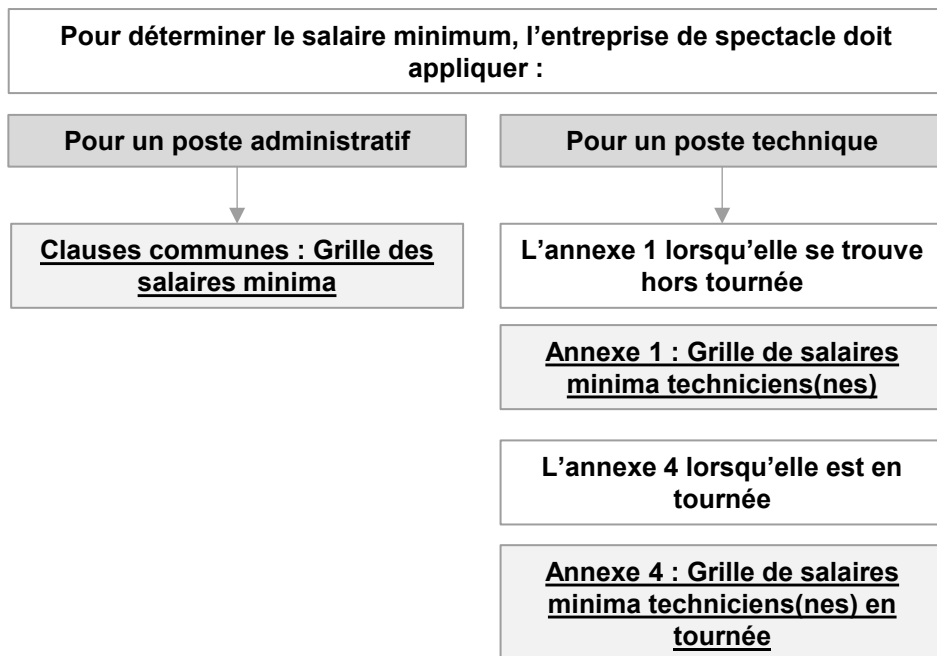 Pour déterminer le salaire minimum, l’entreprise de spectacle doit
appliquer :
Pour un poste administratif
Clauses communes : Grille des
salaires minima
Pour un poste technique
L’annexe 1 lorsqu’elle se trouve
hors tournée
Annexe 1 : Grille de salaires
minima techniciens(nes)
L’annexe 4 lorsqu’elle est en
tournée
Annexe 4 : Grille de salaires
minima techniciens(nes) en
tournée